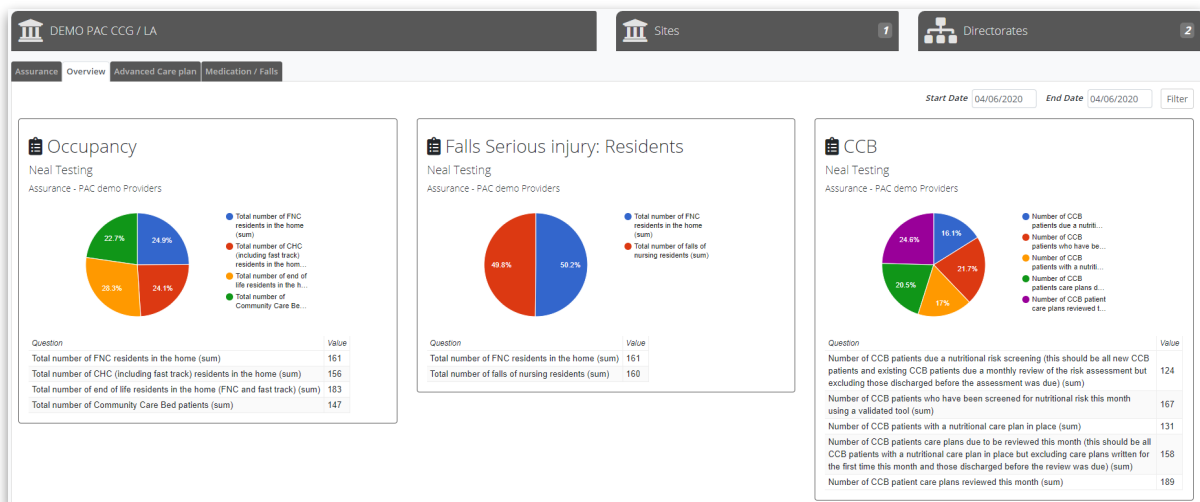 DEMO PAC CCG / LA
Sites
1
Directorates
2
Assurance
Overview
Advanced Care plan
Medication / Falls
Start Date 04/06/2020 End Date 04/06/2020 Filter
Occupancy
Neal Testing
Assurance - PAC demo Providers
22.7%
24.9%
28.3%
24.1%
Total number of FNC
residents in the home
(sum)
Total number of CHC
(including fast track)
residents in the hom...
Total number of end of
life residents in the h...
Total number of
Community Care Be...
Question Value
Total number of FNC residents in the home (sum) 161
Total number of CHC (including fast track) residents in the home (sum) 156
Total number of end of life residents in the home (FNC and fast track) (sum) 183
Total number of Community Care Bed patients (sum) 147
Falls Serious injury: Residents
Neal Testing
Assurance - PAC demo Providers
49.8%
50.2%
Total number of FNC
residents in the home
(sum)
Total number of falls of
nursing residents (sum)
Question Value
Total number of FNC residents in the home (sum) 161
Total number of falls of nursing residents (sum) 160
CCB
Neal Testing
Assurance - PAC demo Providers
24.6%
16.1%
21.7%
20.5%
17%
Number of CCB
patients due a nutriti...
Number of CCB
patients who have be...
Number of CCB
patients with a nutriti...
Number of CCB
patients care plans d...
Number of CCB patient
care plans reviewed t...
Question Value
Number of CCB patients due a nutritional risk screening (this should be all new CCB
patients and existing CCB patients due a monthly review of the risk assessment but
excluding those discharged before the assessment was due) (sum)
124
Number of CCB patients who have been screened for nutritional risk this month
using a validated tool (sum)
167
Number of CCB patients with a nutritional care plan in place (sum) 131
Number of CCB patients care plans due to be reviewed this month (this should be all
CCB patients with a nutritional care plan in place but excluding care plans written for
the first time this month and those discharged before the review was due) (sum)
158
Number of CCB patient care plans reviewed this month (sum) 189